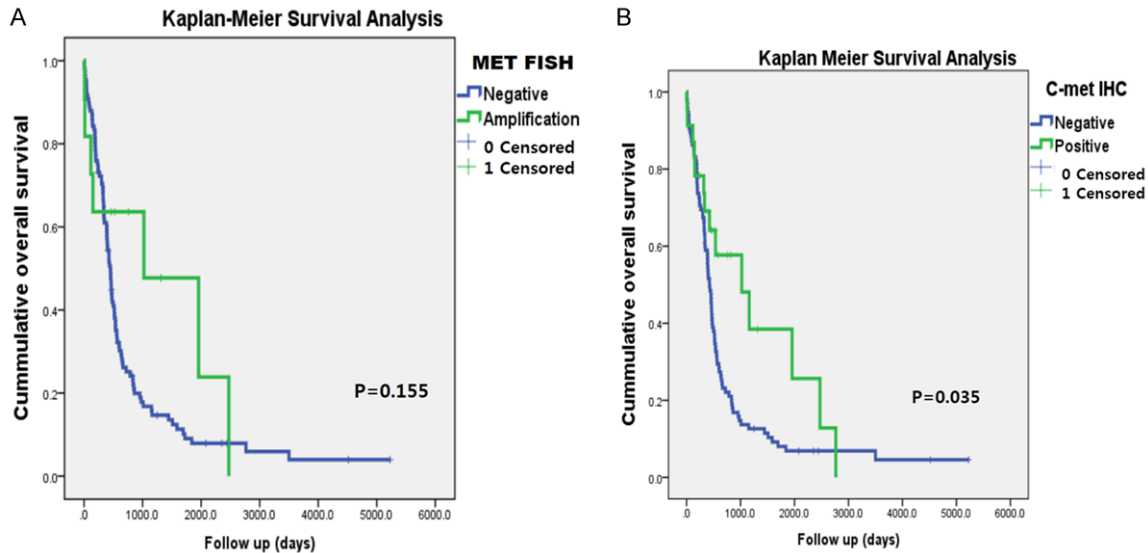 A
Kaplan-Meier Survival Analysis
MET FISH
Negative
Amplification
0 Censored
1 Censored
Cummulative overall survival
1.0
0.8
0.6
0.4
0.2
0.0
P=0.155
.0 1000.0 2000.0 3000.0 4000.0 5000.0 6000.0
Follow up (days)
B
Kaplan Meier Survival Analysis
C-met IHC
Negative
Positive
0 Censored
1 Censored
Cummulative overall survival
1.0
0.8
0.6
0.4
0.2
0.0
P=0.035
.0 1000.0 2000.0 3000.0 4000.0 5000.0 6000.0
Follow up (days)